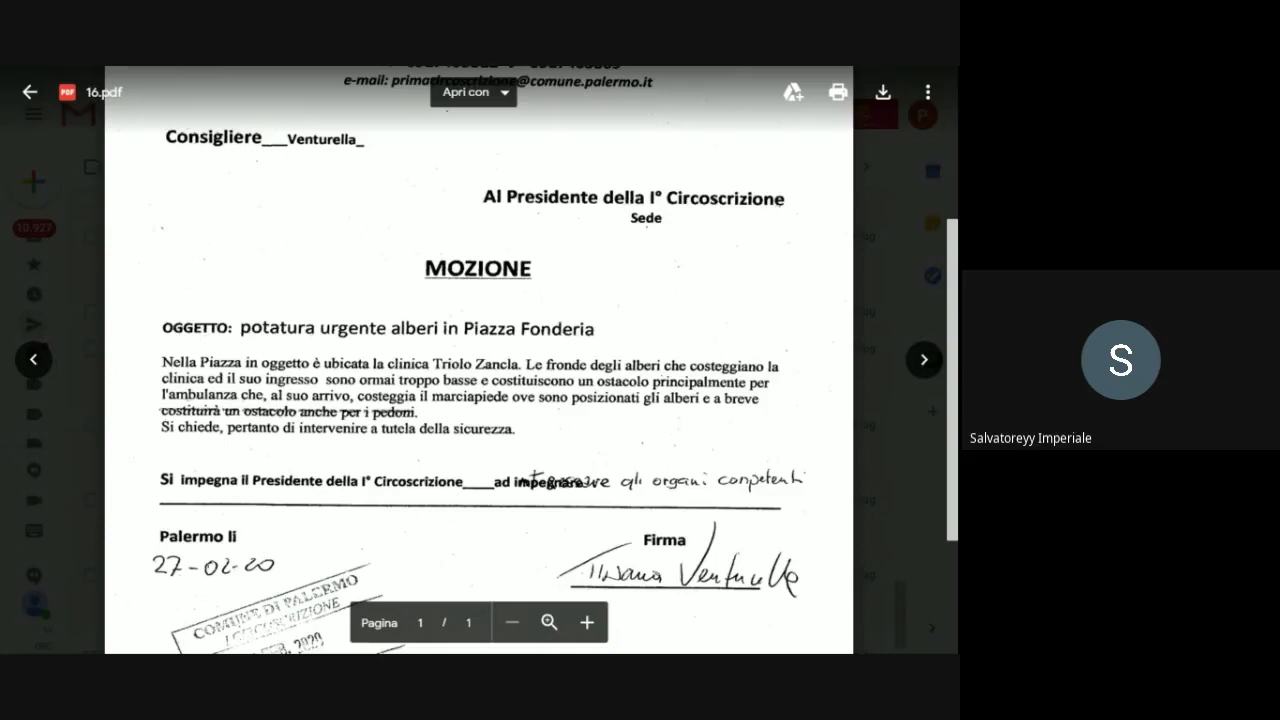 e-mail: primacircoscrizione@comune.palermo.it
16.pdf
Apri con
Consigliere___Venturella_
P
10.927
Al Presidente della I° Circoscrizione
Sede
MOZIONE
OGGETTO: potatura urgente alberi in Piazza Fonderia
Nella Piazza in oggetto è ubicata la clinica Triolo Zancla. Le fronde degli alberi che costeggiano la
clinica ed il suo ingresso sono ormai troppo basse e costituiscono un ostacolo principalmente per
l'ambulanza che, al suo arrivo, costeggia il marciapiede ove sono posizionati gli alberi e a breve
costituirà un ostacolo anche per i pedoni.
Si chiede, pertanto di intervenire a tutela della sicurezza.
Si impegna il Presidente della I° Circoscrizione____ad gli organi competenti
Palermo li
Firma
27-02-20
Venturella
COMUNE DI PALERMO
I CIRCOSCRIZIONE
2020
Pagina 1 / 1
S
Salvatoreyy Imperiale